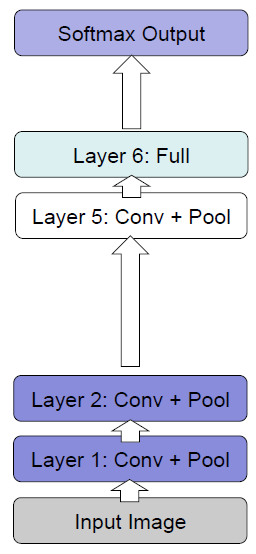 Softmax Output
Layer 6: Full
Layer 5: Conv + Pool
Layer 2: Conv + Pool
Layer 1: Conv + Pool
Input Image